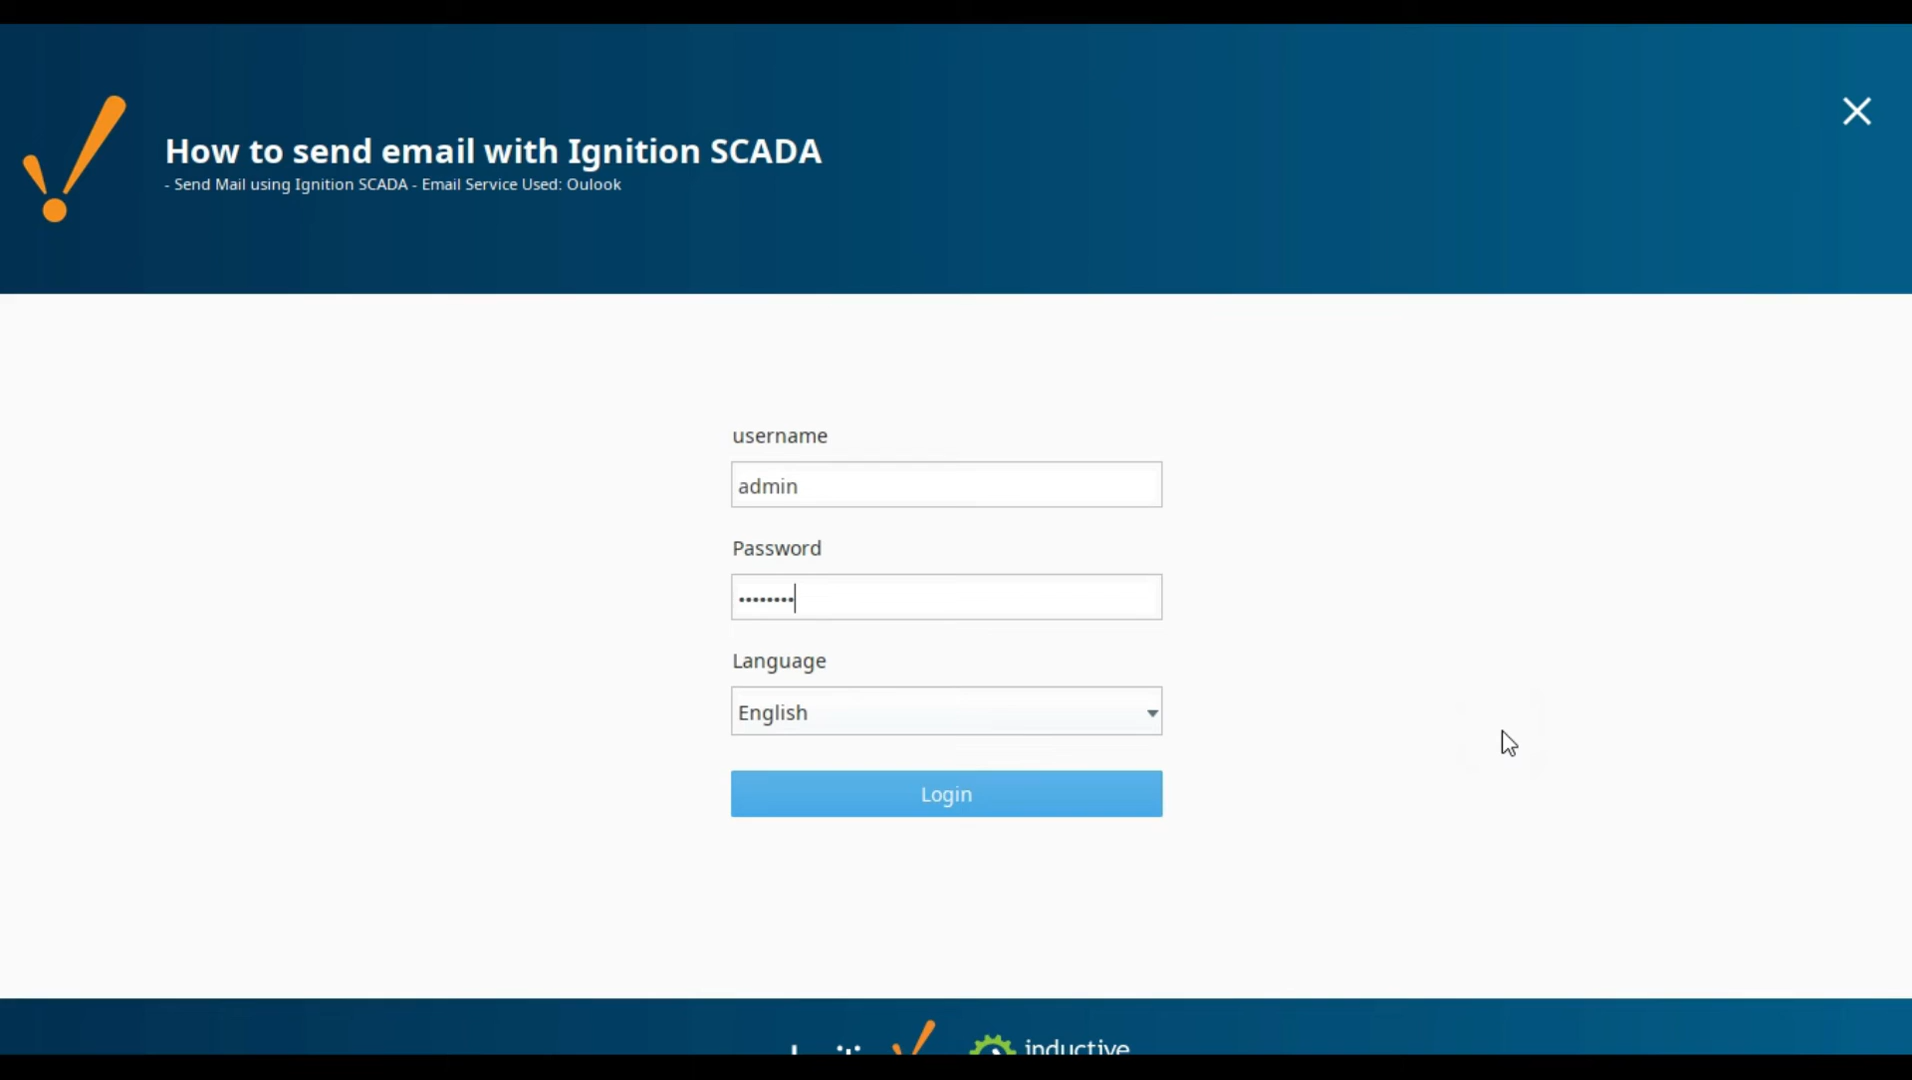 How to send email with Ignition SCADA
- Send Mail using Ignition SCADA - Email Service Used: Oulook
username
admin
Password
••••••••
Language
English
Login
inductive